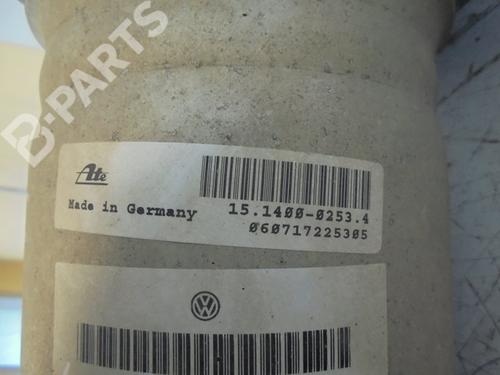 B-PARTS
Ate
Made in Germany
15.1400-0253.4
060717225305